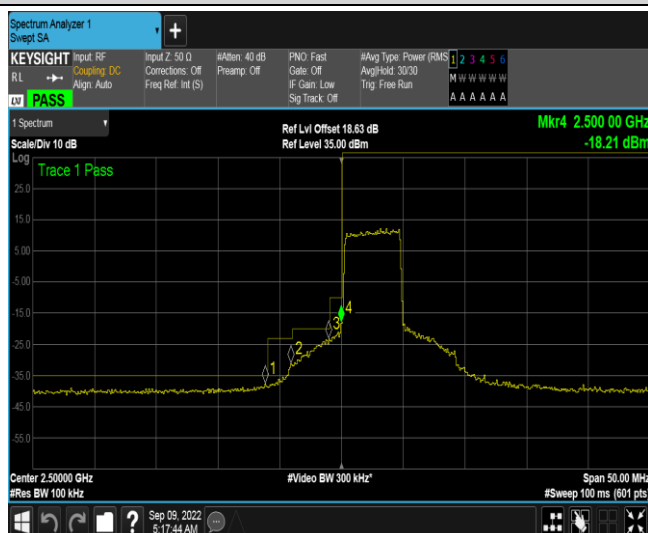 Spectrum Analyzer 1
Swept SA
KEYSIGHT
RL
LXI PASS
Input: RF
Coupling: DC
Align: Auto
Input Z: 50 Ω
Corrections: Off
Freq Ref: Int (S)
#Atten: 40 dB
Preamp: Off
PNO: Fast
Gate: Off
IF Gain: Low
Sig Track: Off
#Avg Type: Power (RMS
Avg|Hold: 30/30
Trig: Free Run
1 2 3 4 5 6
M W W W W W
A A A A A A
1 Spectrum
Scale/Div 10 dB
Ref Lvl Offset 18.63 dB
Ref Level 35.00 dBm
Mkr4 2.500 00 GHz
-18.21 dBm
Log
Trace 1 Pass
25.0
15.0
5.00
-5.00
-15.0
-25.0
-35.0
-45.0
-55.0
1
2
3
4
Center 2.50000 GHz
#Res BW 100 kHz
#Video BW 300 kHz*
Span 50.00 MHz
#Sweep 100 ms (601 pts)
?
Sep 09, 2022
5:17:44 AM